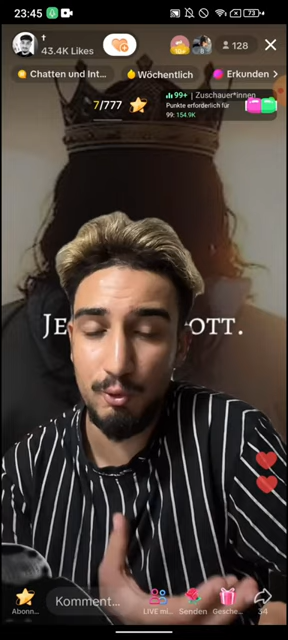 23:45
73
†
43.4K Likes
128
Chatten und Int...
Wöchentlich
Erkunden
7/777
99+ | Zuschauer*innen
Punkte erforderlich für
99: 154.9K
JE
OTT.
Abonn...
Komment...
LIVE mi...
Senden
Gesche...
34